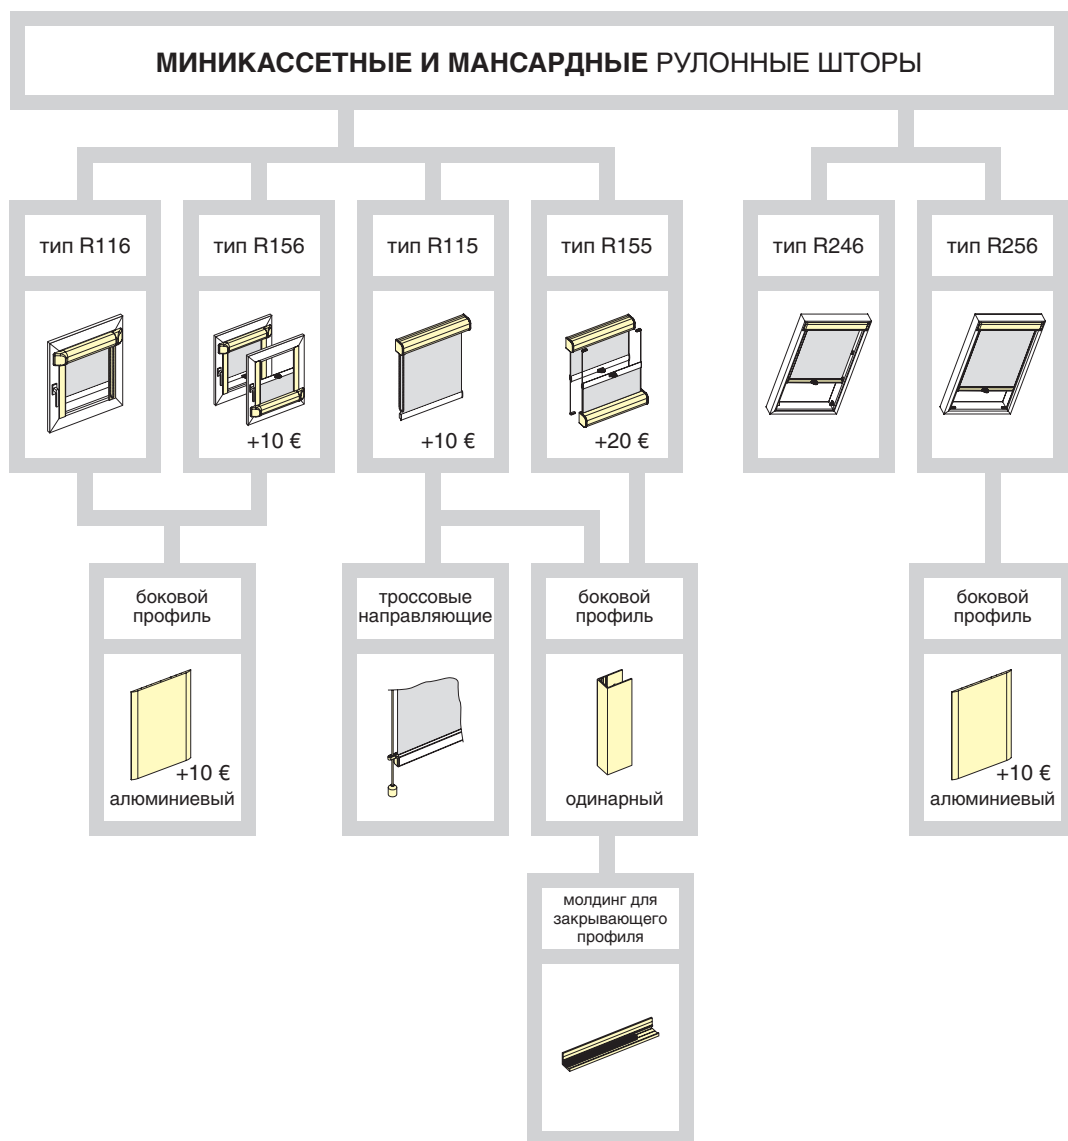 МИНИКАССЕТНЫЕ И МАНСАРДНЫЕ РУЛОННЫЕ ШТОРЫ
тип R116
тип R156
тип R115
тип R155
тип R246
тип R256
+10 €
+10 €
+20 €
боковой
профиль
троссовые
направляющие
боковой
профиль
боковой
профиль
+10 €
алюминиевый
одинарный
+10 €
алюминиевый
молдинг для
закрывающего
профиля